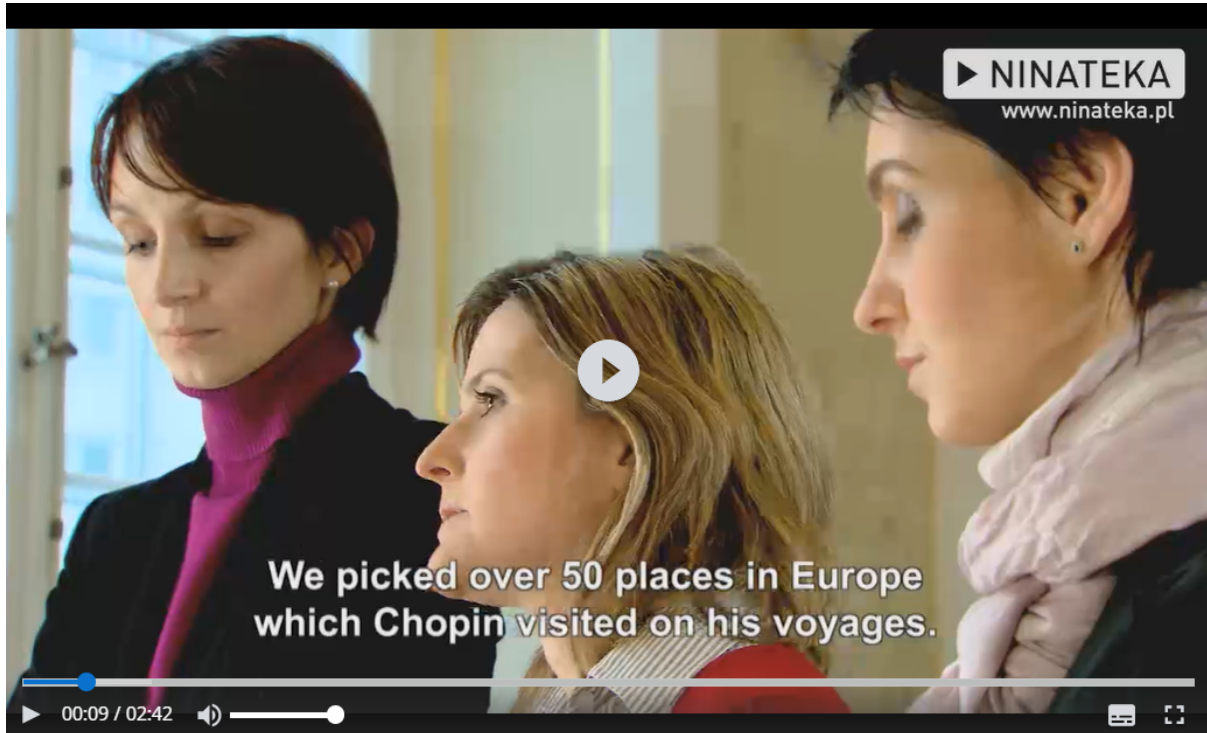 NINATEKA
www.ninateka.pl
We picked over 50 places in Europe
which Chopin visited on his voyages.
00:09 / 02:42